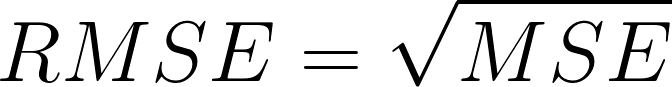 RMSE = √MSE